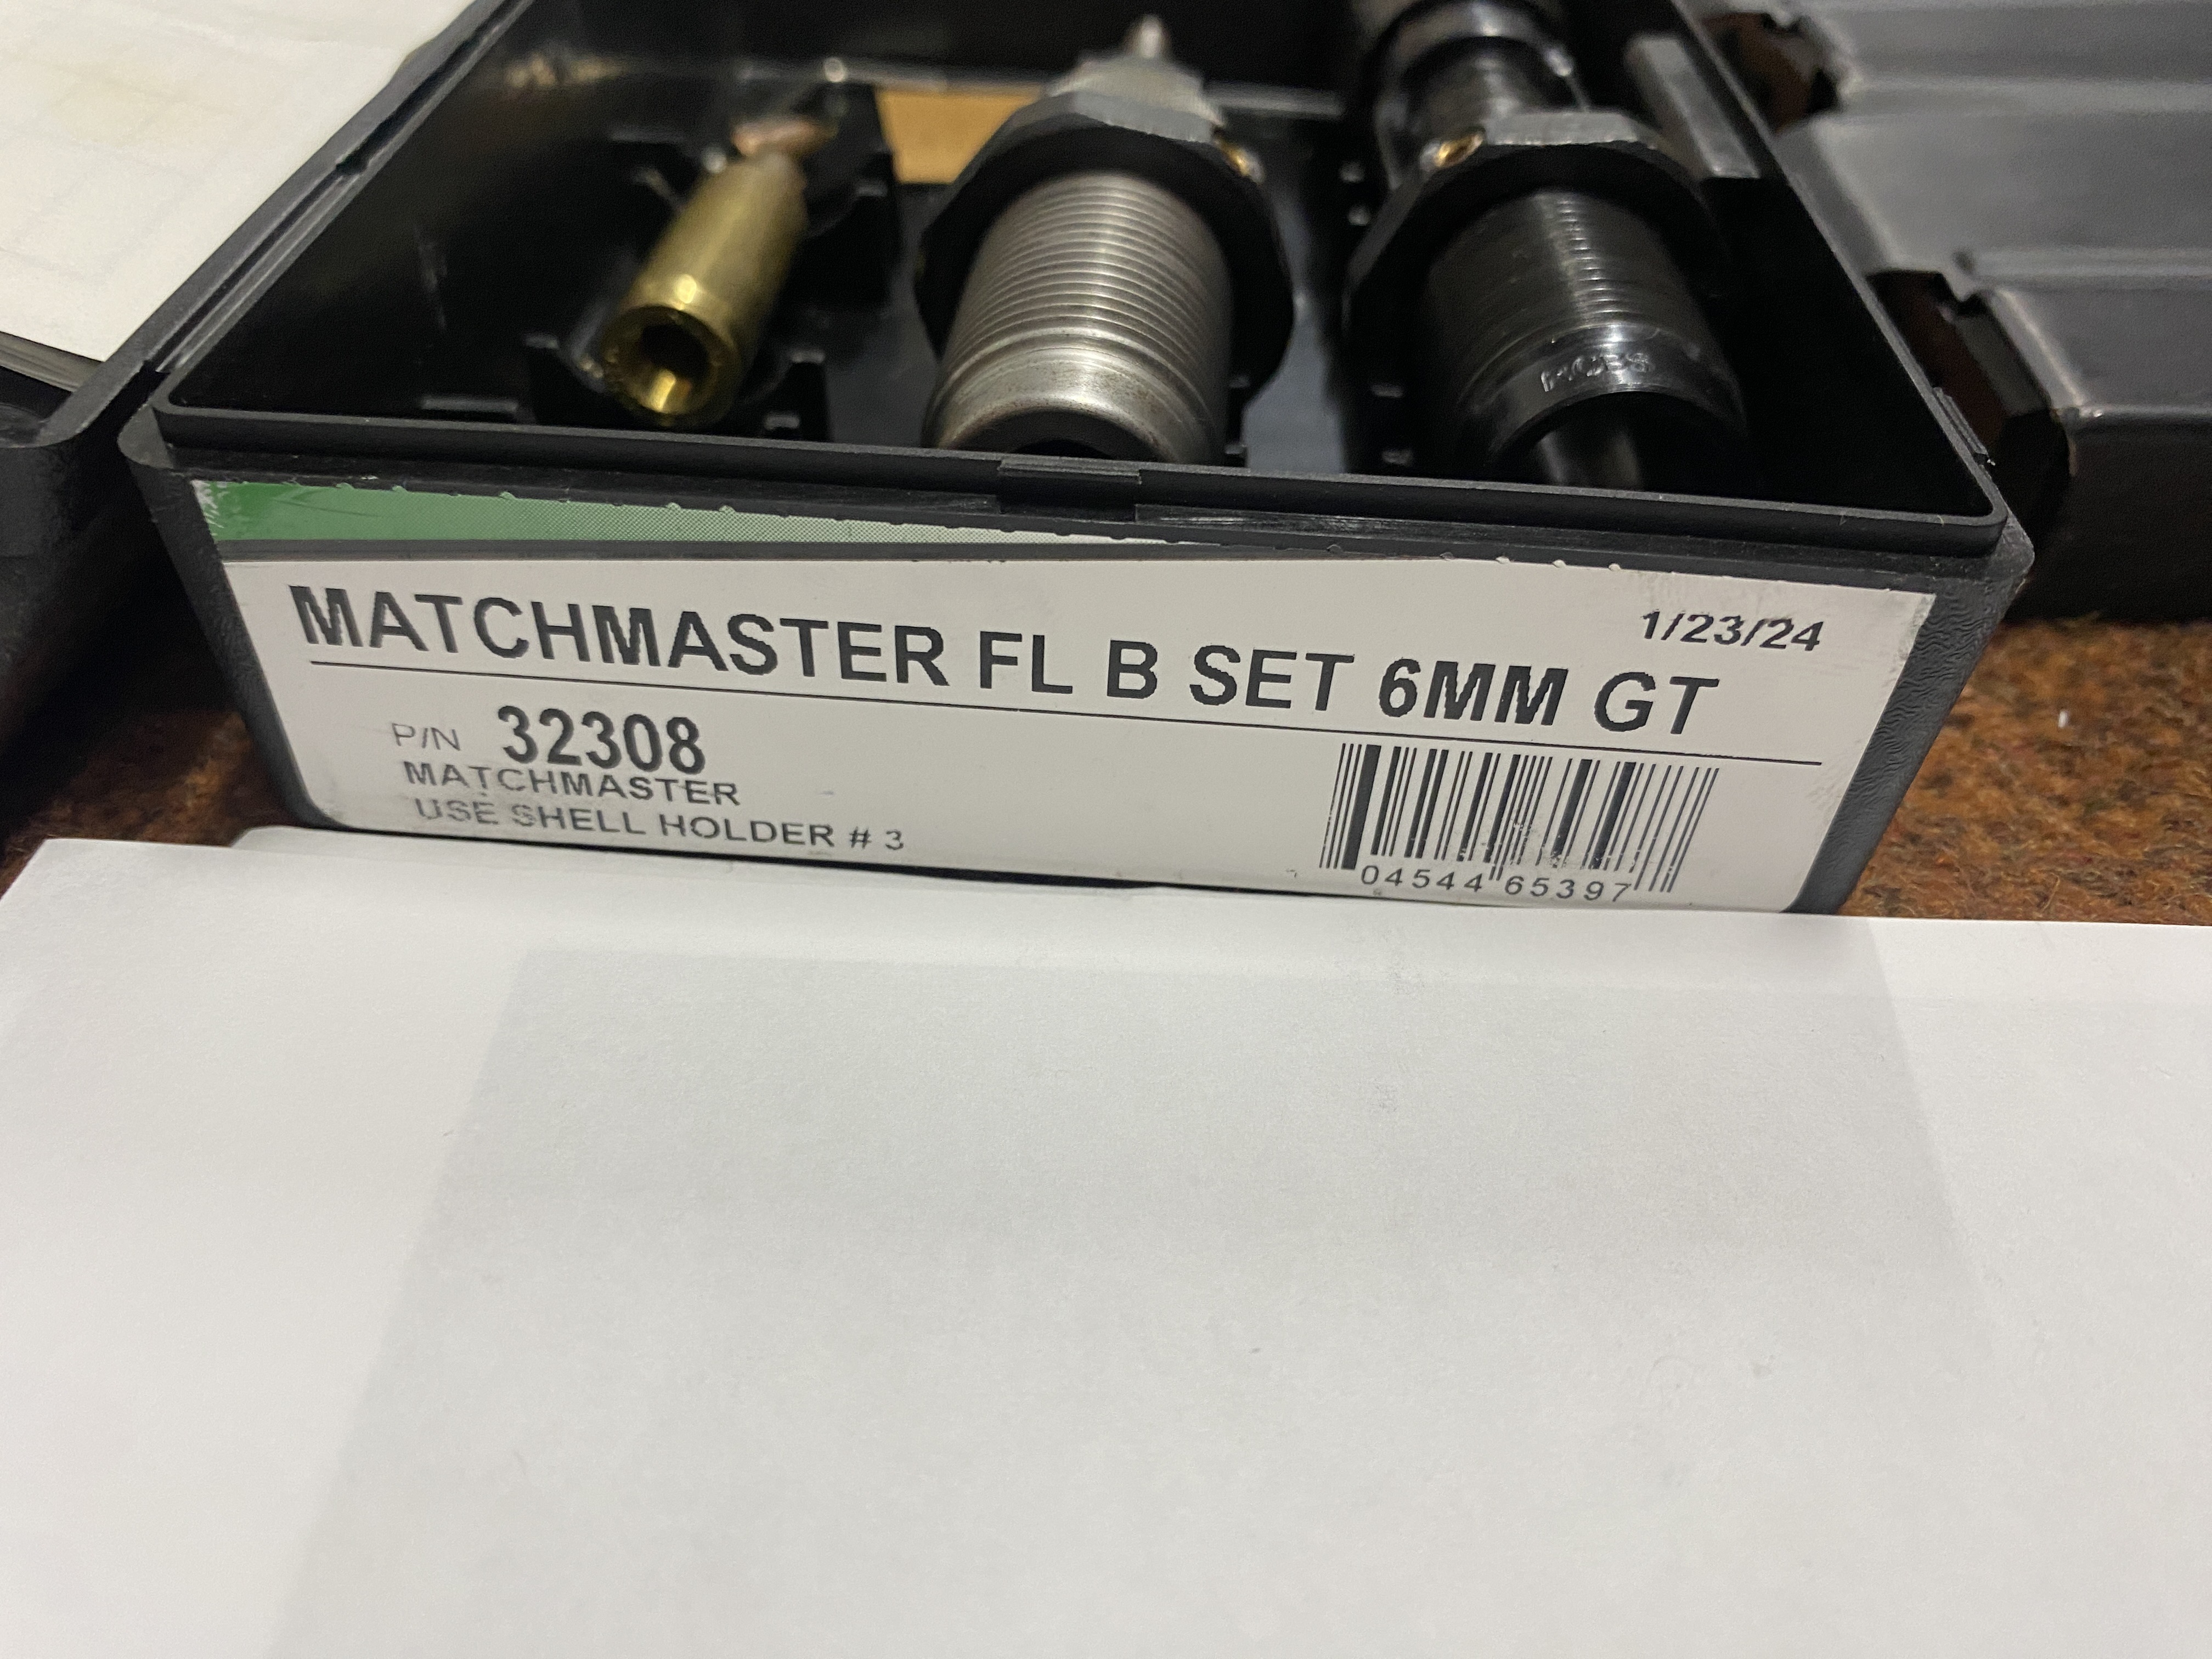 MATCHMASTER FL B SET 6MM GT
1/23/24
P/N 32308
MATCHMASTER
USE SHELL HOLDER # 3
04544 65397